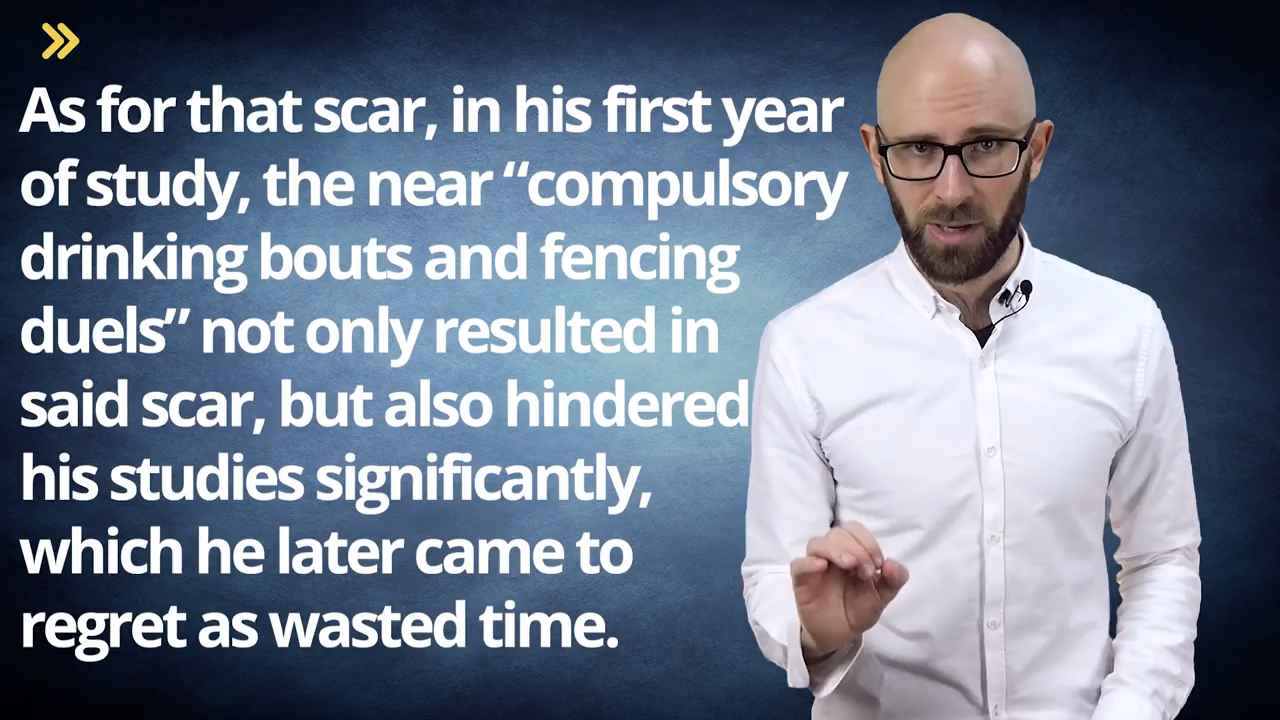 As for that scar, in his first year
of study, the near “compulsory
drinking bouts and fencing
duels” not only resulted in
said scar, but also hindered
his studies significantly,
which he later came to
regret as wasted time.